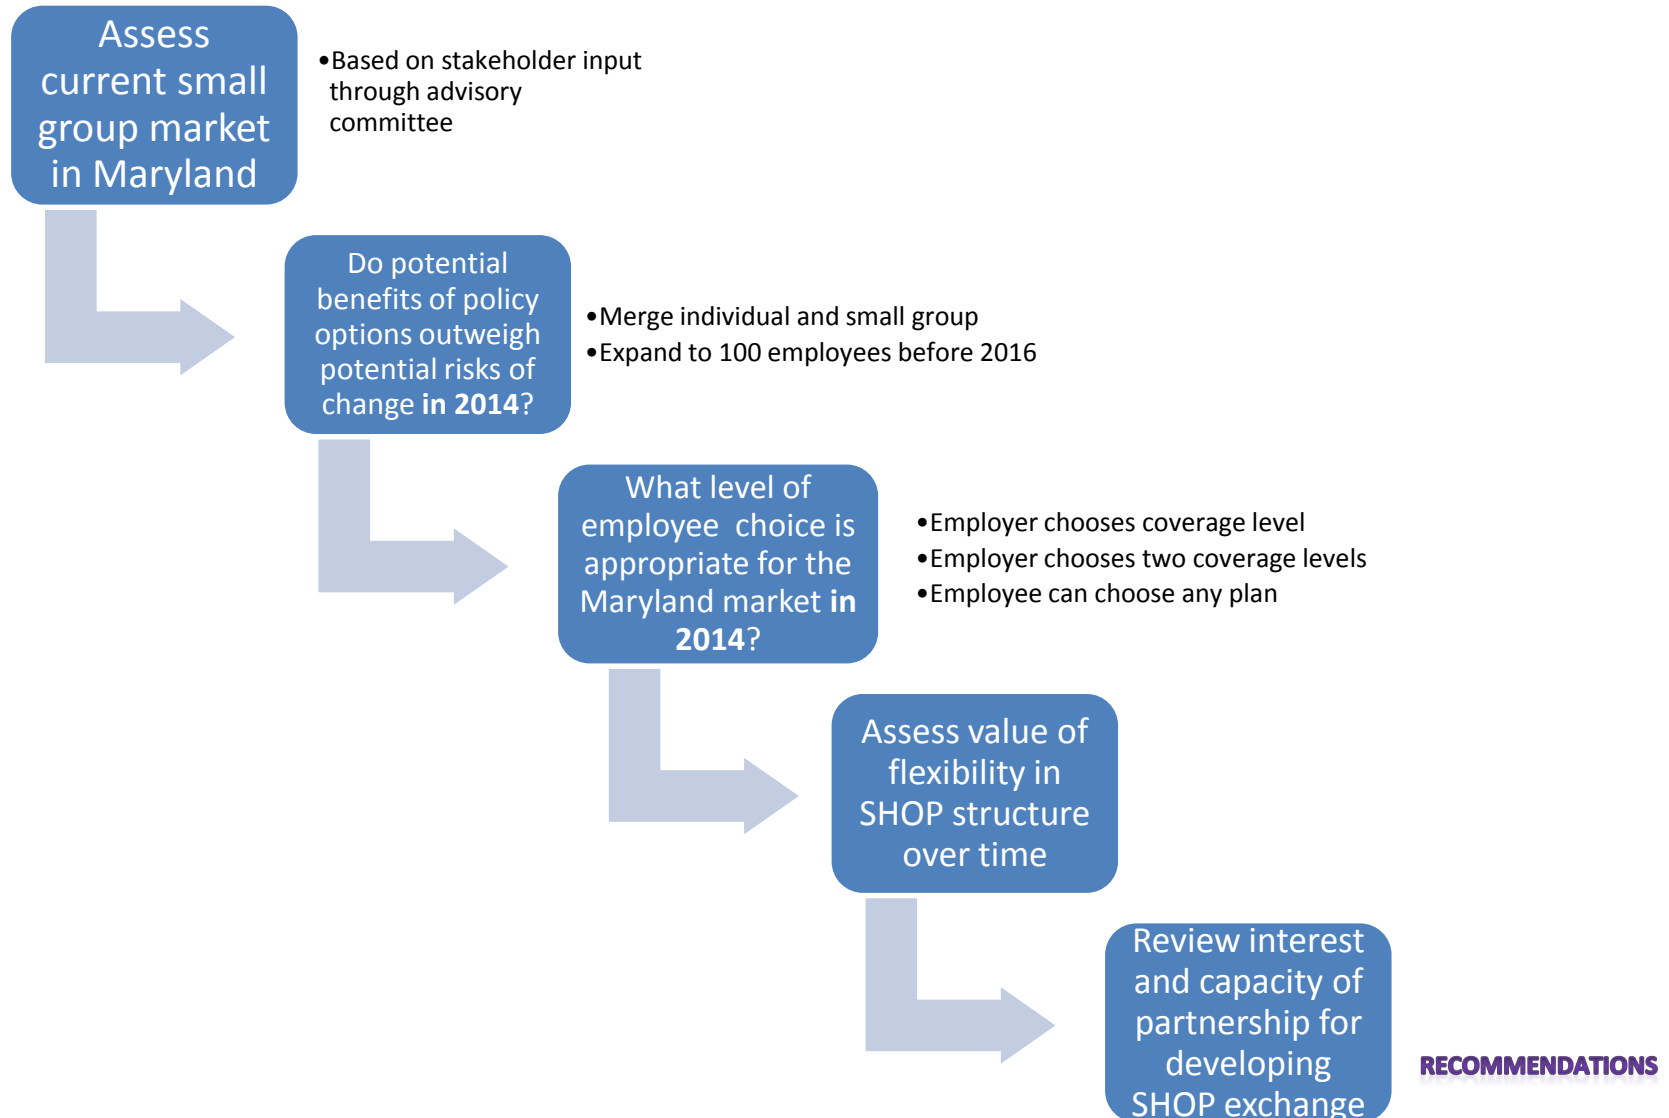 Assess
current small
group market
in Maryland
•Based on stakeholder input
through advisory
committee
Do potential
benefits of policy
options outweigh
potential risks of
change in 2014?
•Merge individual and small group
•Expand to 100 employees before 2016
What level of
employee choice is
appropriate for the
Maryland market in
2014?
•Employer chooses coverage level
•Employer chooses two coverage levels
•Employee can choose any plan
Assess value of
flexibility in
SHOP structure
over time
Review interest
and capacity of
partnership for
developing
SHOP exchange
RECOMMENDATIONS